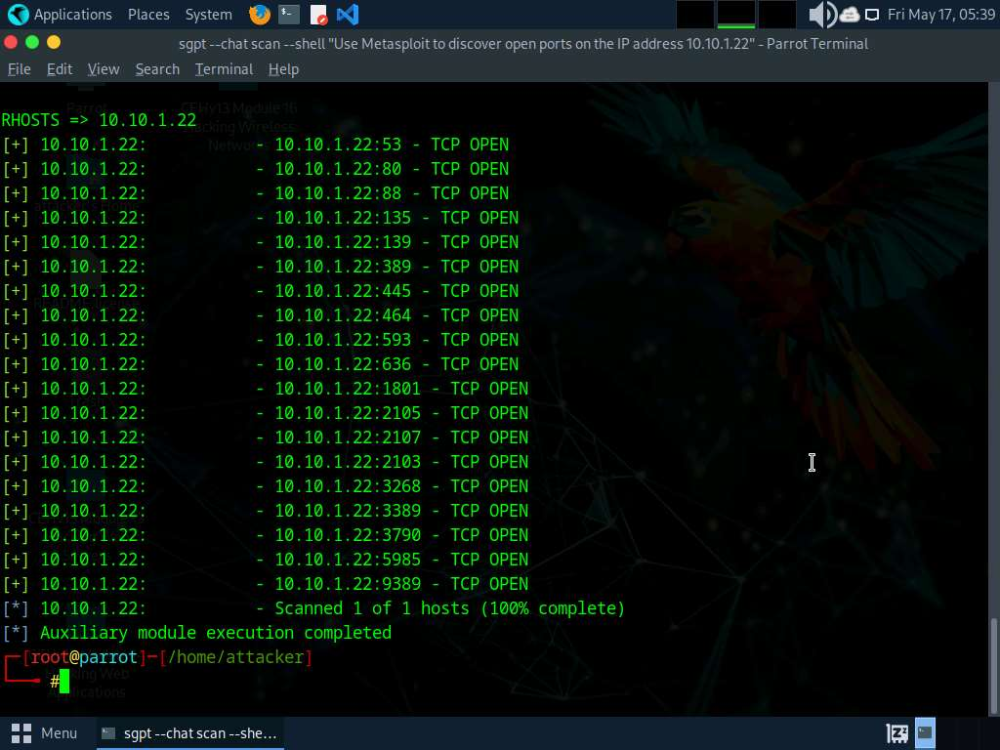 Applications Places System Fri May 17, 05:39
sgpt --chat scan --shell "Use Metasploit to discover open ports on the IP address 10.10.1.22" - Parrot Terminal
File Edit View Search Terminal Help
Parrot CEHv13 Module 16
Hacking Wireless
Networks
RHOSTS => 10.10.1.22
[+] 10.10.1.22: - 10.10.1.22:53 - TCP OPEN
[+] 10.10.1.22: - 10.10.1.22:80 - TCP OPEN
[+] 10.10.1.22: - 10.10.1.22:88 - TCP OPEN
[+] 10.10.1.22: - 10.10.1.22:135 - TCP OPEN
[+] 10.10.1.22: - 10.10.1.22:139 - TCP OPEN
[+] 10.10.1.22: - 10.10.1.22:389 - TCP OPEN
[+] 10.10.1.22: - 10.10.1.22:445 - TCP OPEN
[+] 10.10.1.22: - 10.10.1.22:464 - TCP OPEN
[+] 10.10.1.22: - 10.10.1.22:593 - TCP OPEN
[+] 10.10.1.22: - 10.10.1.22:636 - TCP OPEN
[+] 10.10.1.22: - 10.10.1.22:1801 - TCP OPEN
[+] 10.10.1.22: - 10.10.1.22:2105 - TCP OPEN
[+] 10.10.1.22: - 10.10.1.22:2107 - TCP OPEN
[+] 10.10.1.22: - 10.10.1.22:2103 - TCP OPEN
[+] 10.10.1.22: - 10.10.1.22:3268 - TCP OPEN
[+] 10.10.1.22: - 10.10.1.22:3389 - TCP OPEN
[+] 10.10.1.22: - 10.10.1.22:3790 - TCP OPEN
[+] 10.10.1.22: - 10.10.1.22:5985 - TCP OPEN
[+] 10.10.1.22: - 10.10.1.22:9389 - TCP OPEN
[*] 10.10.1.22: - Scanned 1 of 1 hosts (100% complete)
[*] Auxiliary module execution completed
┌─[root@parrot]─[/home/attacker]
└──╼ #
Hacking Web
Applications
Menu sgpt --chat scan --she...